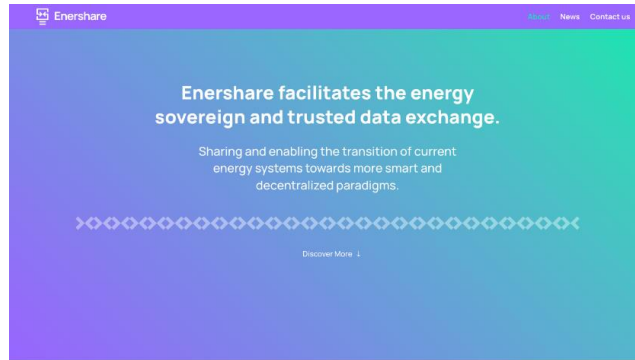 Enershare
About News Contact us
Enershare facilitates the energy
sovereign and trusted data exchange.
Sharing and enabling the transition of current
energy systems towards more smart and
decentralized paradigms.
Discover More ↓